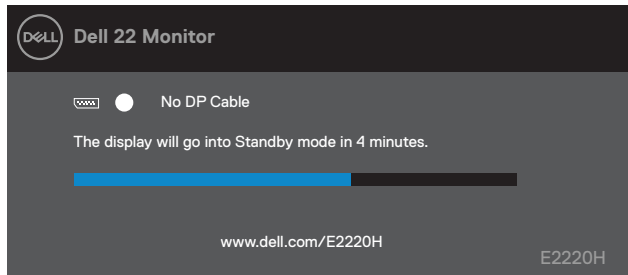 DELL
Dell 22 Monitor
No DP Cable
The display will go into Standby mode in 4 minutes.
www.dell.com/E2220H
E2220H